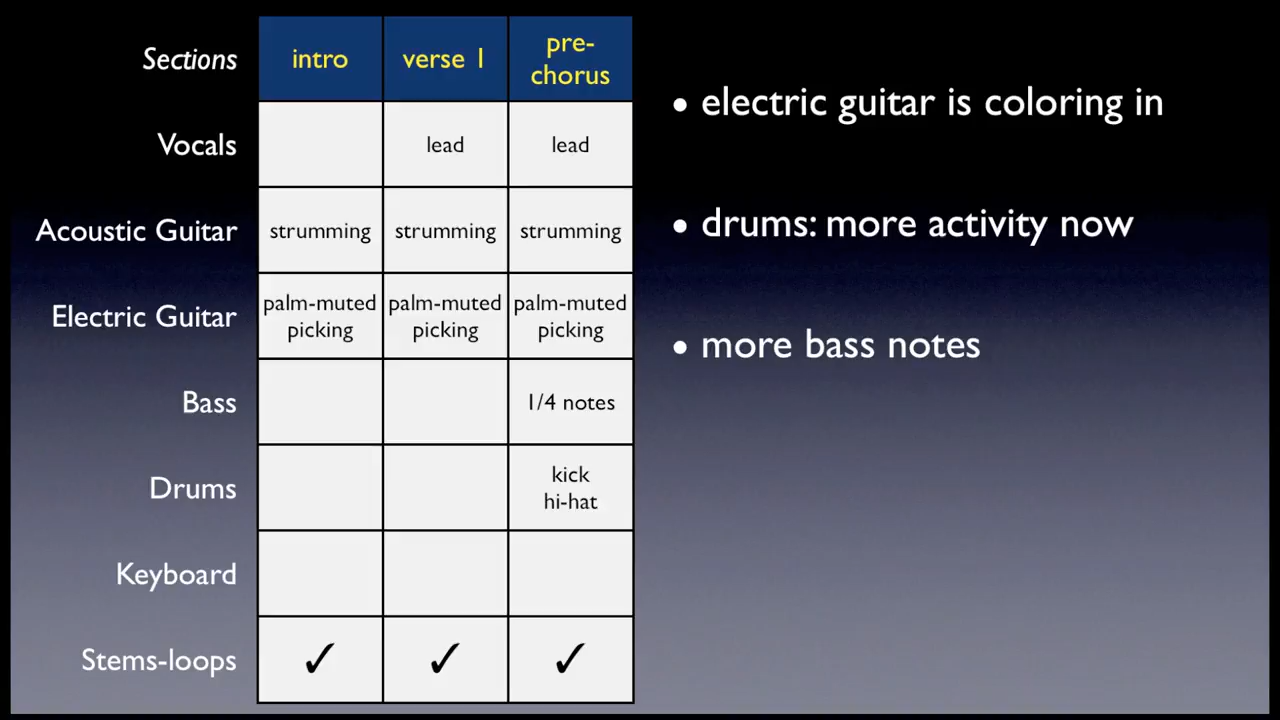 Sections intro verse 1 pre-
chorus
Vocals lead lead
Acoustic Guitar strumming strumming strumming
Electric Guitar palm-muted palm-muted palm-muted
picking picking picking
Bass 1/4 notes
Drums kick
hi-hat
Keyboard
Stems-loops ✓ ✓ ✓
• electric guitar is coloring in
• drums: more activity now
• more bass notes